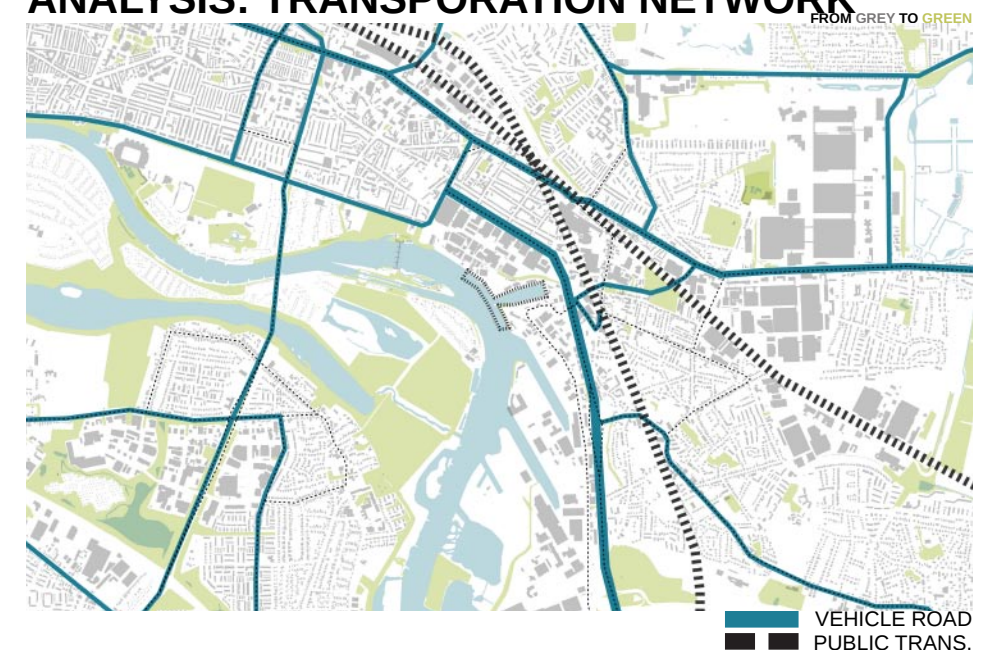 ANALYSIS: TRANSPORATION NETWORK
FROM GREY TO GREEN
VEHICLE ROAD
PUBLIC TRANS.